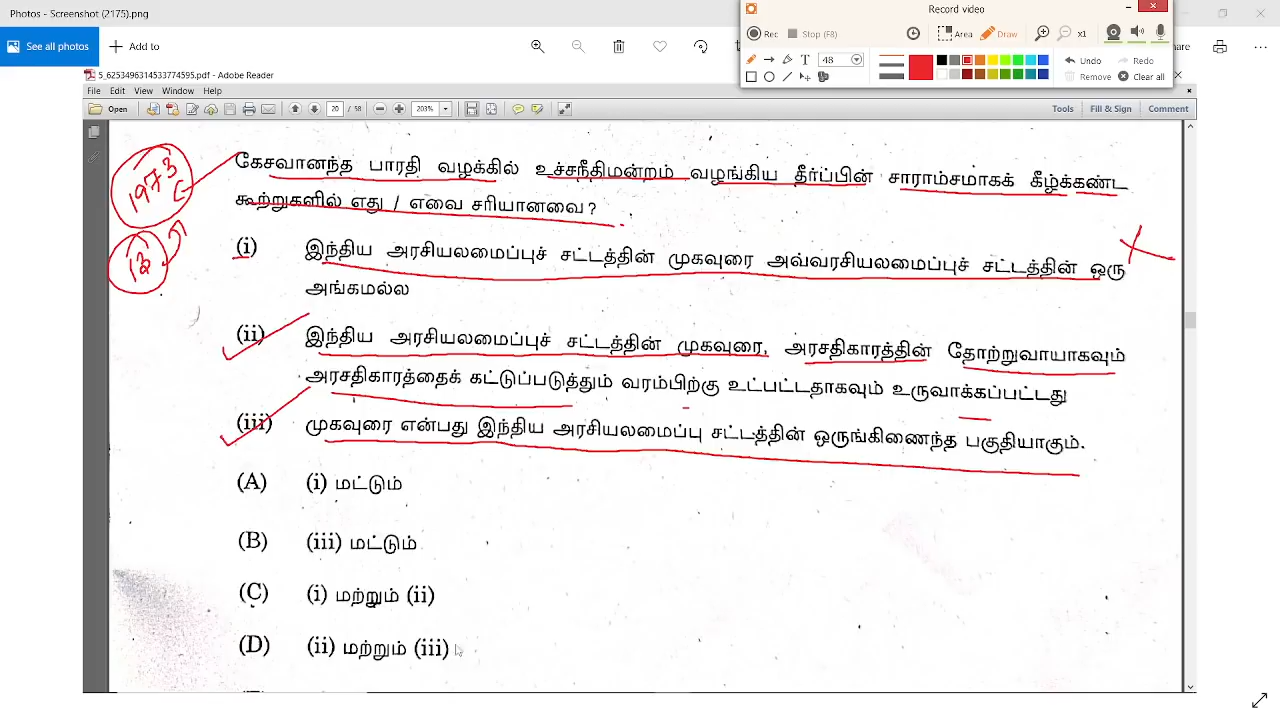 Photos - Screenshot (2175).png
Record video
See all photos
Add to
Rec
Stop (F8)
Area
Draw
x1
48
Undo
Redo
Remove
Clear all
5_6253496314533774595.pdf - Adobe Reader
File Edit View Window Help
Open
20 / 58
203%
Tools
Fill & Sign
Comment
1973
13
கேசவானந்த பாரதி வழக்கில் உச்சநீதிமன்றம் வழங்கிய தீர்ப்பின் சாராம்சமாகக் கீழ்க்கண்ட
கூற்றுகளில் எது / எவை சரியானவை?
(i) இந்திய அரசியலமைப்புச் சட்டத்தின் முகவுரை அவ்வரசியலமைப்புச் சட்டத்தின் ஒரு
அங்கமல்ல
(ii) இந்திய அரசியலமைப்புச் சட்டத்தின் முகவுரை, அரசதிகாரத்தின் தோற்றுவாயாகவும்
அரசதிகாரத்தைக் கட்டுப்படுத்தும் வரம்பிற்கு உட்பட்டதாகவும் உருவாக்கப்பட்டது
(iii) முகவுரை என்பது இந்திய அரசியலமைப்பு சட்டத்தின் ஒருங்கிணைந்த பகுதியாகும்.
(A) (i) மட்டும்
(B) (iii) மட்டும்
(C) (i) மற்றும் (ii)
(D) (ii) மற்றும் (iii)